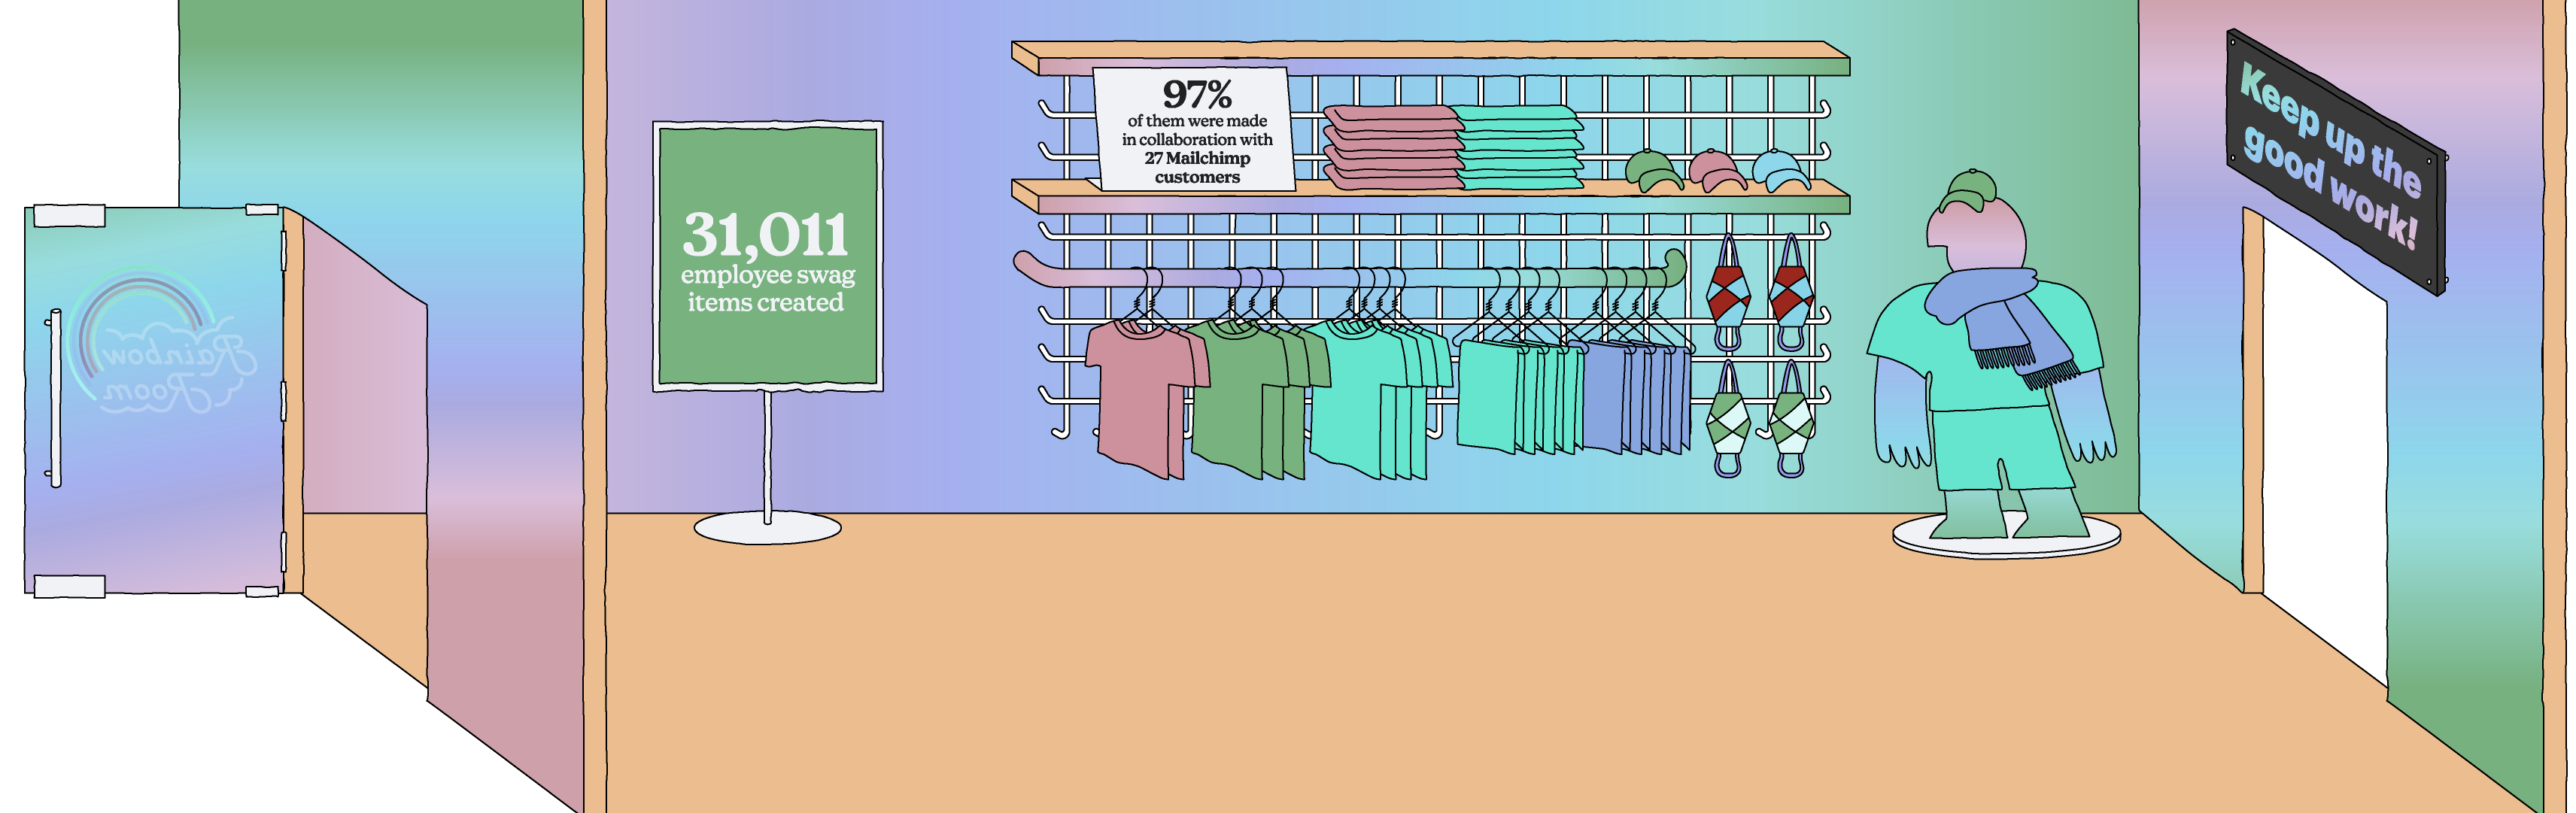 Rainbow
Room
31,011
employee swag
items created
97%
of them were made
in collaboration with
27 Mailchimp
customers
Keep up the
good work!